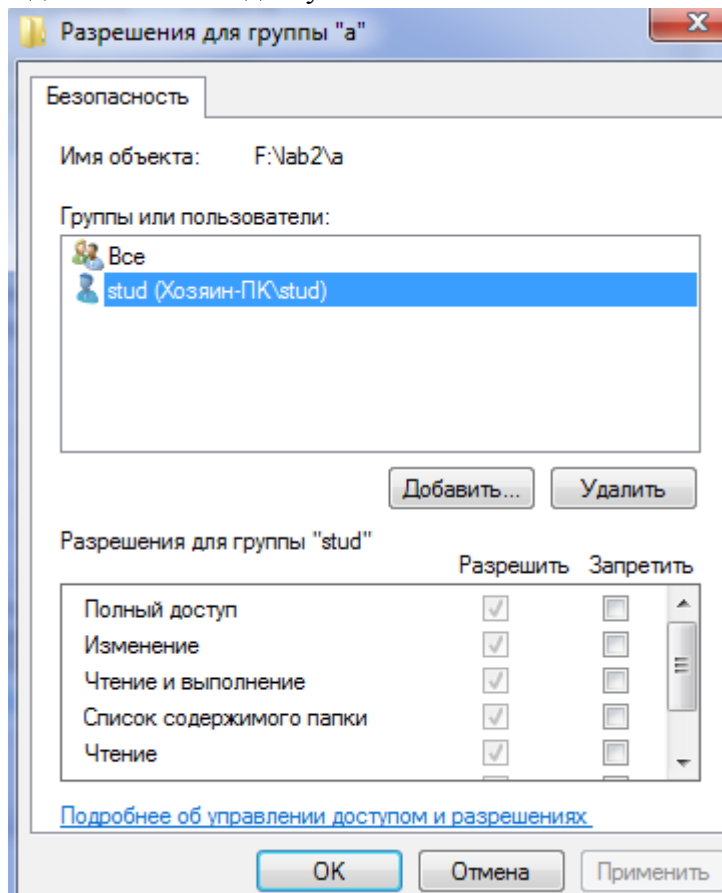 Разрешения для группы "a"
Безопасность
Имя объекта: F:\lab2\a
Группы или пользователи:
Все
stud (Хозяин-ПК\stud)
Добавить... Удалить
Разрешения для группы "stud"
Разрешить Запретить
Полный доступ
Изменение
Чтение и выполнение
Список содержимого папки
Чтение
Подробнее об управлении доступом и разрешениях
OK Отмена Применить